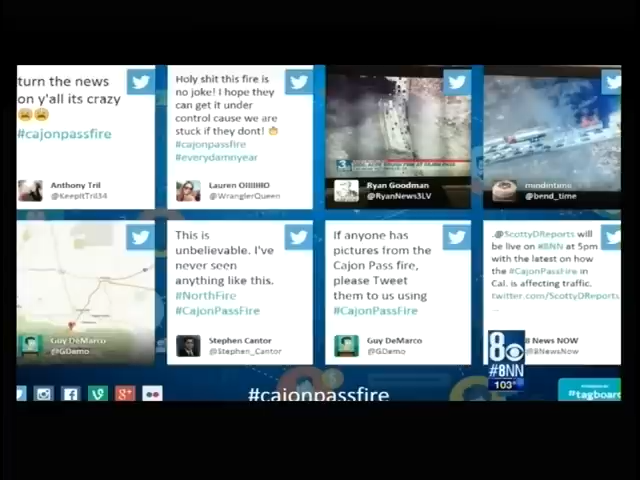 turn the news
on y'all its crazy
#cajonpassfire
Anthony Tril
@KeepItTril34
Holy shit this fire is
no joke! I hope they
can get it under
control cause we are
stuck if they dont!
#cajonpassfire
#everydamnyear
@WranglerQueen
Ryan Goodman
@RyanNews3LV
mindintime
@bend_time
Guy DeMarco
@GDemo
This is
unbelievable. I've
never seen
anything like this.
#NorthFire
#CajonPassFire
Stephen Cantor
@Stephen_Cantor
If anyone has
pictures from the
Cajon Pass fire,
please Tweet
them to us using
#CajonPassFire
Guy DeMarco
@GDemo
.@ScottyDReports will
be live on #8NN at 5pm
with the latest on how
the #CajonPassFire in
Cal. is affecting traffic.
twitter.com/ScottyDReports
...
8 News NOW
@8NewsNow
8
#8NN
103°
#cajonpassfire
#tagboard